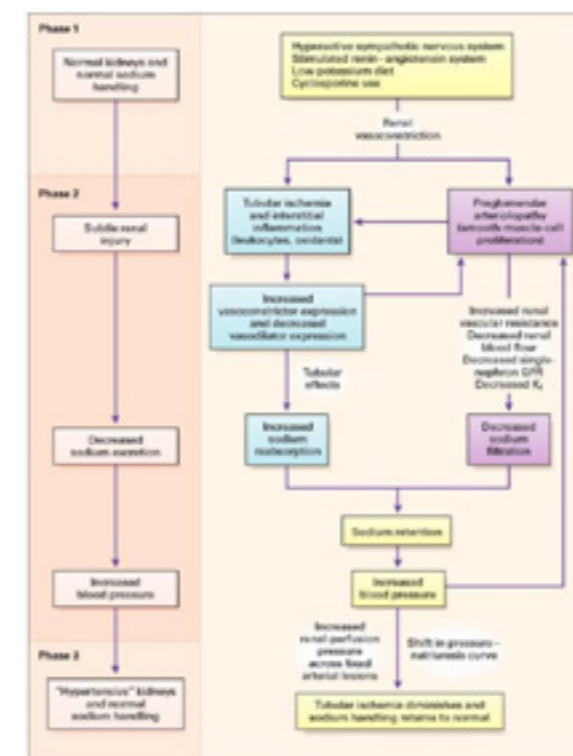 Phase 1
Normal kidneys and
normal sodium
handling
Phase 2
Subtle renal
injury
Decreased
sodium excretion
Increased
blood pressure
Phase 3
"Hypertensive" kidneys
and normal
sodium handling
Hyperactive sympathetic nervous system
Stimulated renin–angiotensin system
Low potassium diet
Cyclosporine use
Renal
vasoconstriction
Tubular ischemia
and interstitial
inflammation
(leukocytes, oxidants)
Preglomerular
arteriolopathy
(smooth-muscle-cell
proliferation)
Increased
vasoconstrictor expression
and decreased
vasodilator expression
Increased renal
vascular resistance
Decreased renal
blood flow
Decreased single-
nephron GFR
Decreased Kf
Tubular
effects
Increased
sodium
reabsorption
Decreased
sodium
filtration
Sodium retention
Increased
blood pressure
Increased
renal perfusion
pressure
across fixed
arterial lesions
Shift in pressure–
natriuresis curve
Tubular ischemia diminishes and
sodium handling returns to normal